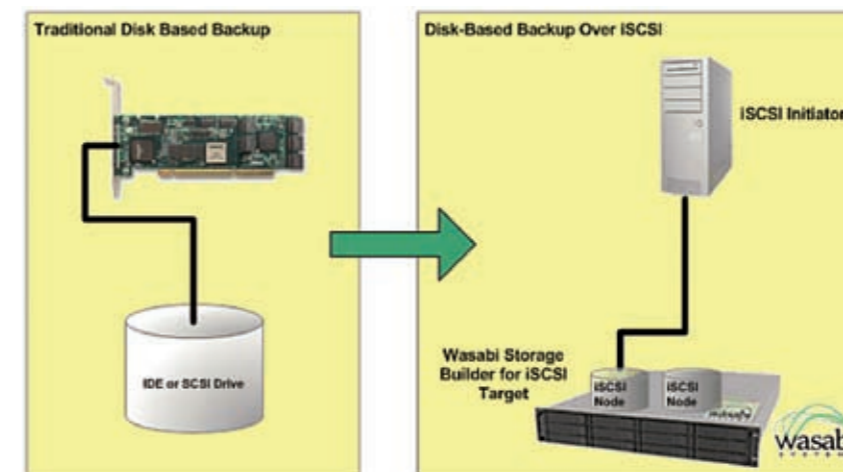 Traditional Disk Based Backup
IDE or SCSI Drive
Disk-Based Backup Over iSCSI
iSCSI Initiator
Wasabi Storage
Builder for iSCSI
Target
iSCSI
Node
iSCSI
Node
wasabi